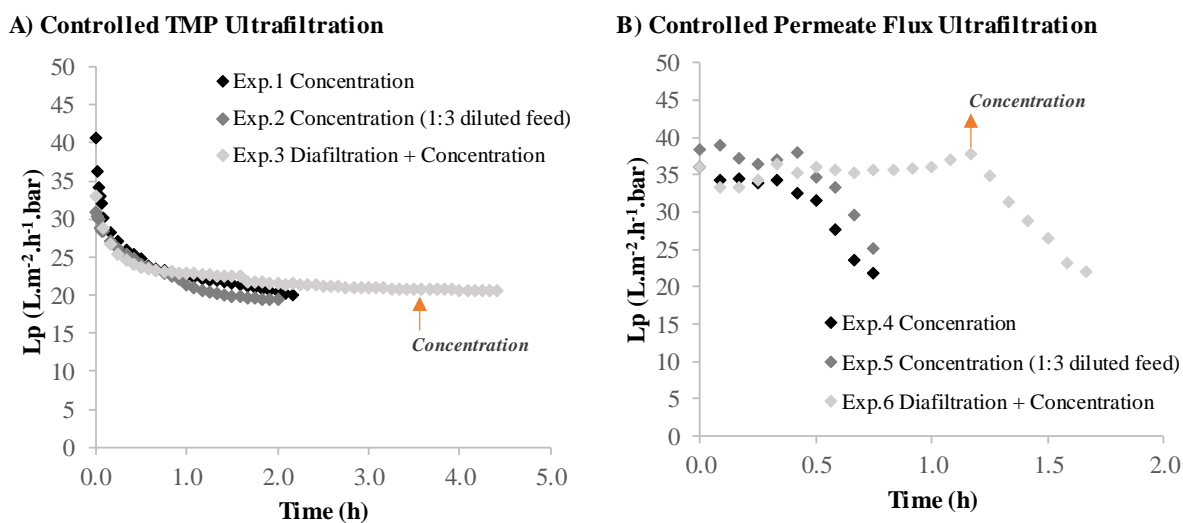 A) Controlled TMP Ultrafiltration
50
45
40
35
30
25
20
15
10
5
0
Lp (L.m-2.h-1.bar)
Exp.1 Concentration
Exp.2 Concentration (1:3 diluted feed)
Exp.3 Diafiltration + Concentration
Concentration
0.0 1.0 2.0 3.0 4.0 5.0
Time (h)
B) Controlled Permeate Flux Ultrafiltration
50
45
40
35
30
25
20
15
10
5
0
Lp (L.m-2.h-1.bar)
Concentration
Exp.4 Concenration
Exp.5 Concentration (1:3 diluted feed)
Exp.6 Diafiltration + Concentration
0.0 0.5 1.0 1.5 2.0
Time (h)